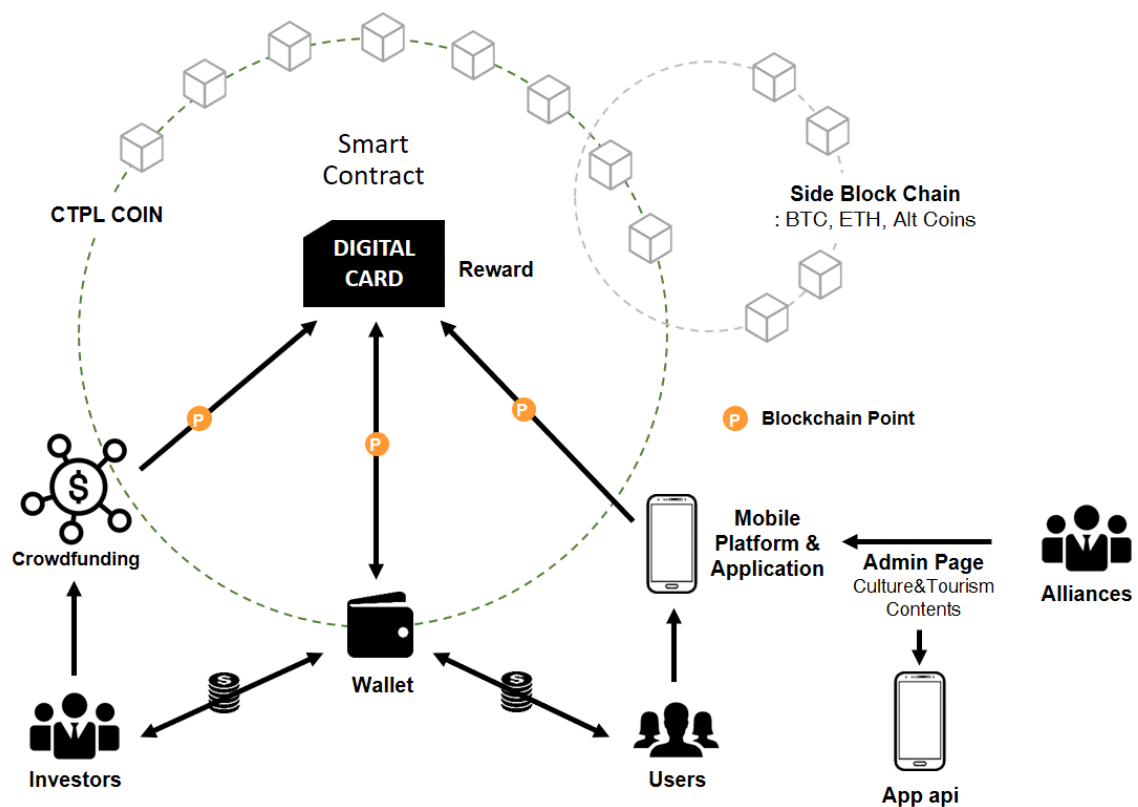 Smart
Contract
CTPL COIN
Side Block Chain
: BTC, ETH, Alt Coins
DIGITAL
CARD
Reward
P
P
P
P
Blockchain Point
$
Crowdfunding
Mobile
Platform &
Application
Admin Page
Culture&Tourism
Contents
Alliances
$
$
Wallet
Investors
Users
App api